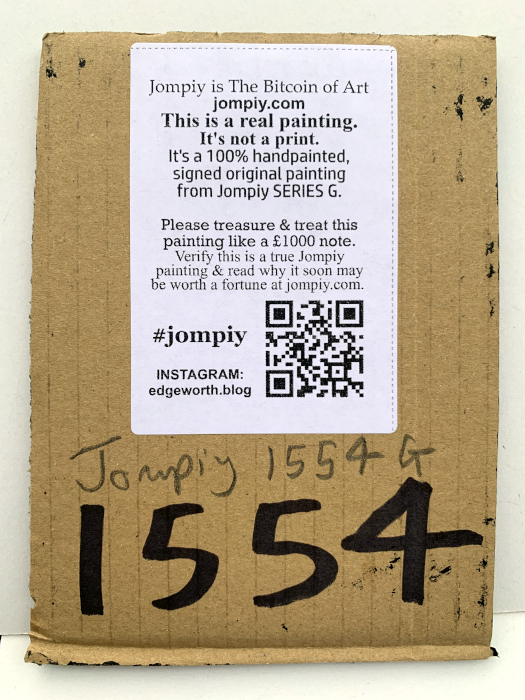 Jompiy is The Bitcoin of Art
jompiy.com
This is a real painting.
It's not a print.
It's a 100% handpainted,
signed original painting
from Jompiy SERIES G.
Please treasure & treat this
painting like a £1000 note.
Verify this is a true Jompiy
painting & read why it soon may
be worth a fortune at jompiy.com.
#jompiy
INSTAGRAM:
edgeworth.blog
Jompiy 1554 G
1554